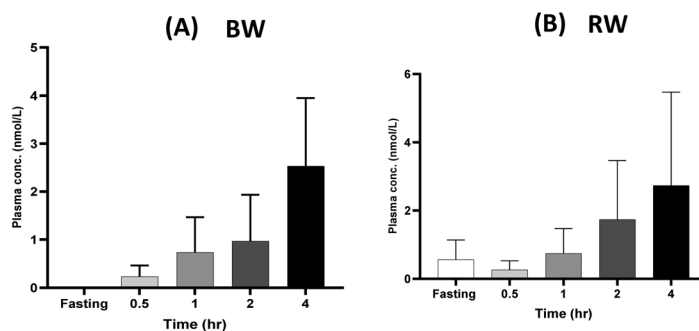 (A) BW
Plasma conc. (nmol/L)
5
4
3
2
1
0
Fasting 0.5 1 2 4
Time (hr)
(B) RW
Plasma conc. (nmol/L)
6
4
2
0
Fasting 0.5 1 2 4
Time (hr)